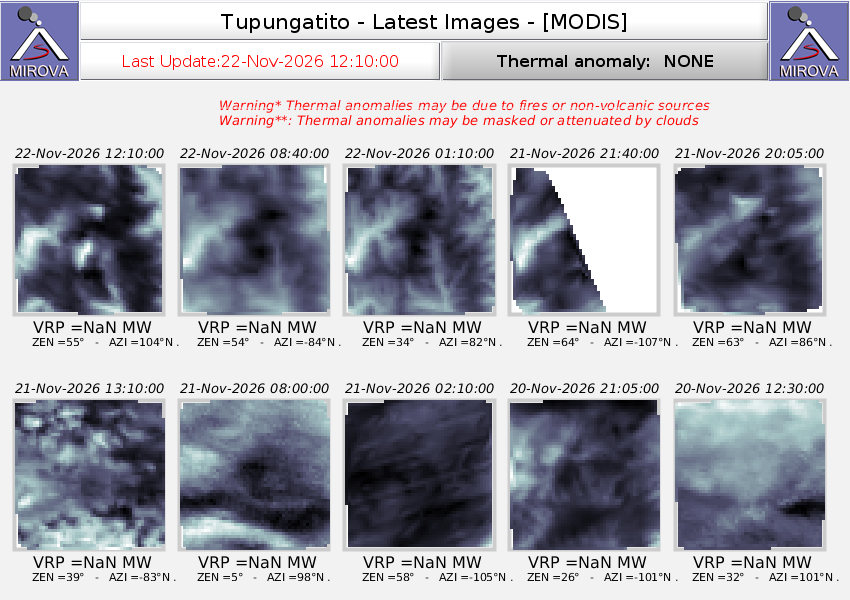 Tupungatito - Latest Images - [MODIS]
MIROVA
MIROVA
Last Update:22-Nov-2026 12:10:00
Thermal anomaly: NONE
Warning* Thermal anomalies may be due to fires or non-volcanic sources
Warning**: Thermal anomalies may be masked or attenuated by clouds
22-Nov-2026 12:10:00
22-Nov-2026 08:40:00
22-Nov-2026 01:10:00
21-Nov-2026 21:40:00
21-Nov-2026 20:05:00
VRP =NaN MW
VRP =NaN MW
VRP =NaN MW
VRP =NaN MW
VRP =NaN MW
ZEN =55° - AZI =104°N .
ZEN =54° - AZI =-84°N .
ZEN =34° - AZI =82°N .
ZEN =64° - AZI =-107°N .
ZEN =63° - AZI =86°N .
21-Nov-2026 13:10:00
21-Nov-2026 08:00:00
21-Nov-2026 02:10:00
20-Nov-2026 21:05:00
20-Nov-2026 12:30:00
VRP =NaN MW
VRP =NaN MW
VRP =NaN MW
VRP =NaN MW
VRP =NaN MW
ZEN =39° - AZI =-83°N .
ZEN =5° - AZI =98°N .
ZEN =58° - AZI =-105°N .
ZEN =26° - AZI =-101°N .
ZEN =32° - AZI =101°N .